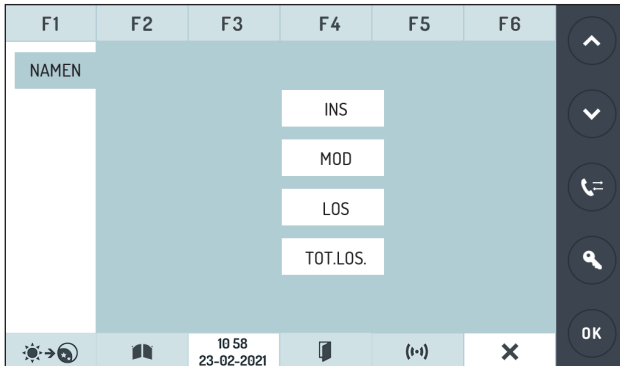 F1 F2 F3 F4 F5 F6
NAMEN
INS
MOD
LOS
TOT.LOS.
OK
10 58
23-02-2021